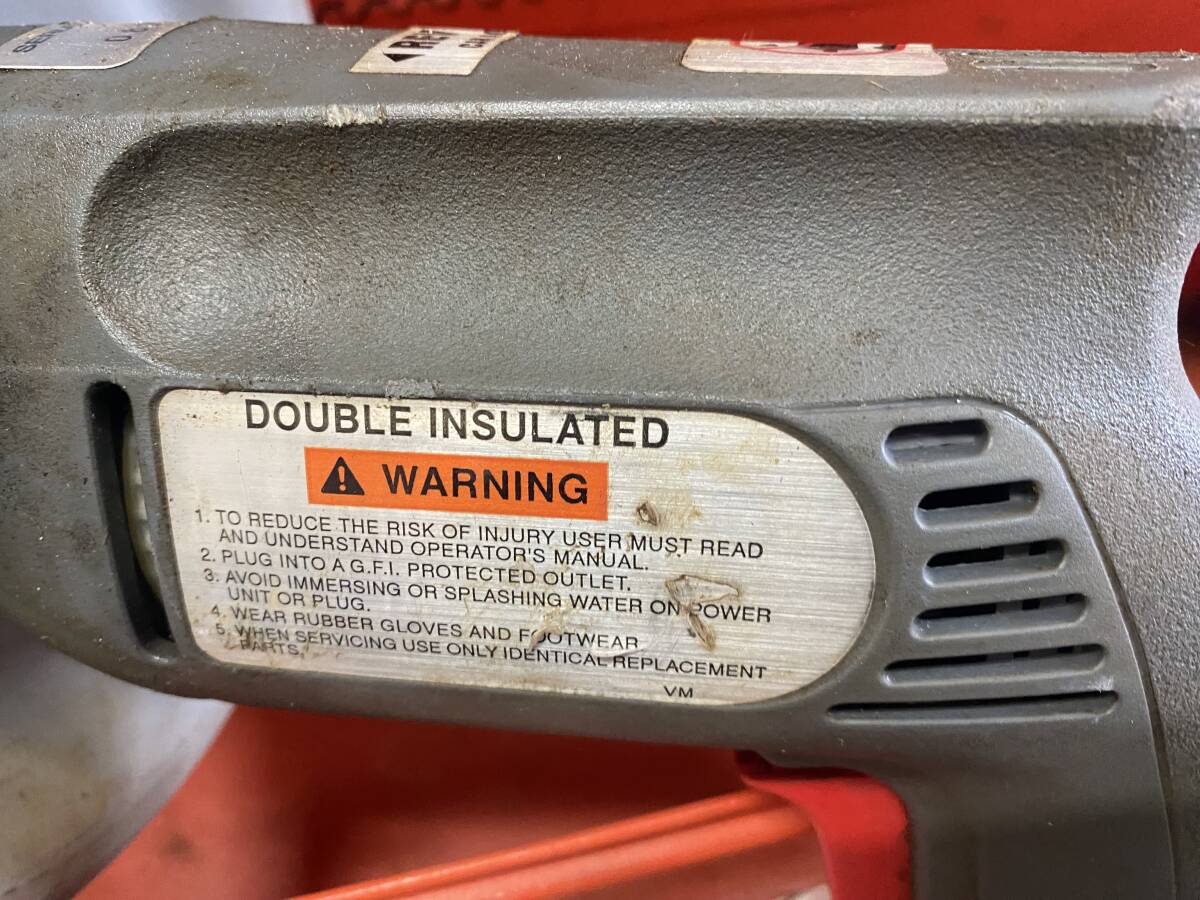 DOUBLE INSULATED
WARNING
1. TO REDUCE THE RISK OF INJURY USER MUST READ
AND UNDERSTAND OPERATOR'S MANUAL.
2. PLUG INTO A G.F.I. PROTECTED OUTLET.
3. AVOID IMMERSING OR SPLASHING WATER ON POWER
UNIT OR PLUG.
4. WEAR RUBBER GLOVES AND FOOTWEAR
5. WHEN SERVICING USE ONLY IDENTICAL REPLACEMENT
PARTS.
VM